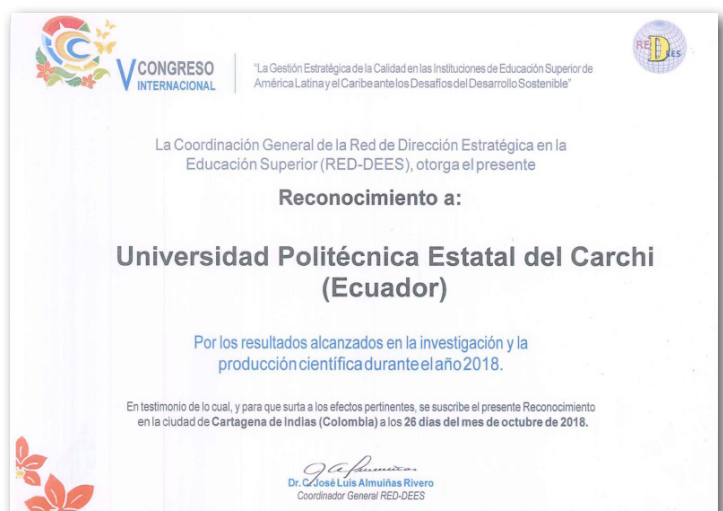 V CONGRESO
INTERNACIONAL
"La Gestión Estratégica de la Calidad en las Instituciones de Educación Superior de
América Latina y el Caribe ante los Desafíos del Desarrollo Sostenible"
RED-DEES
La Coordinación General de la Red de Dirección Estratégica en la
Educación Superior (RED-DEES), otorga el presente
Reconocimiento a:
Universidad Politécnica Estatal del Carchi
(Ecuador)
Por los resultados alcanzados en la investigación y la
producción científica durante el año 2018.
En testimonio de lo cual, y para que surta a los efectos pertinentes, se suscribe el presente Reconocimiento
en la ciudad de Cartagena de Indias (Colombia) a los 26 días del mes de octubre de 2018.
Dr. C. José Luis Almuiñas Rivero
Coordinador General RED-DEES